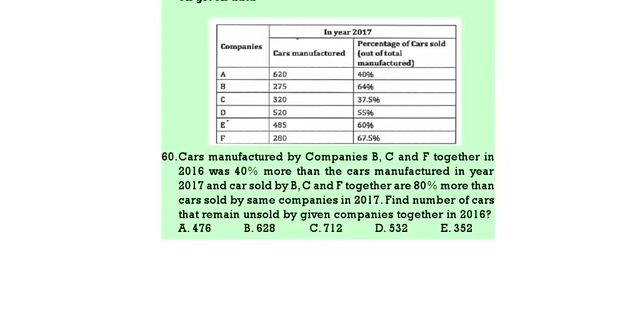 In year 2017
Companies
Cars manufactured
Percentage of Cars sold
(out of total
manufactured)
A 620 40%
B 275 64%
C 320 37.5%
D 520 55%
E 485 60%
F 280 67.5%
60.Cars manufactured by Companies B, C and F together in
2016 was 40% more than the cars manufactured in year
2017 and car sold by B, C and F together are 80% more than
cars sold by same companies in 2017. Find number of cars
that remain unsold by given companies together in 2016?
A. 476 B. 628 C. 712 D. 532 E. 352